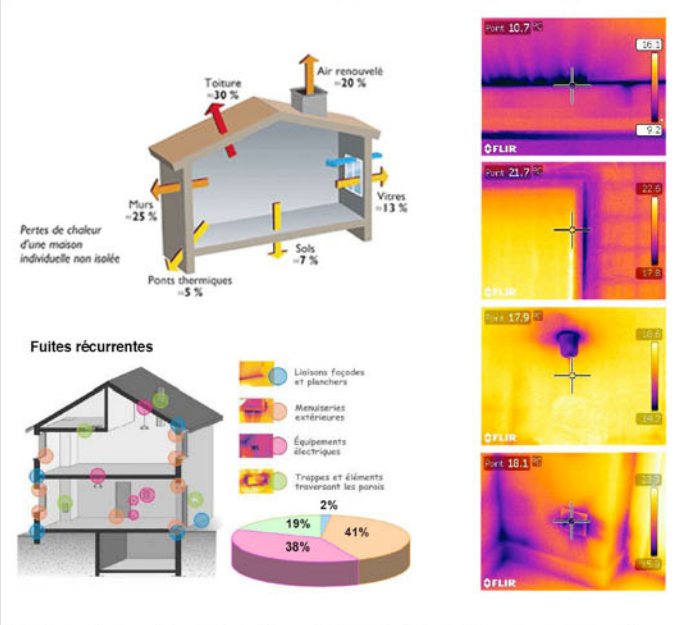 Air renouvelé
≈20 %
Toiture
≈30 %
Murs
≈25 %
Vitres
≈13 %
Sols
≈7 %
Ponts thermiques
≈5 %
Pertes de chaleur
d'une maison
individuelle non isolée
Fuites récurrentes
Liaisons façades
et planchers
Menuiseries
extérieures
Équipements
électriques
Trappes et éléments
traversant les parois
2%
19%
41%
38%
Point 10.7 °C
16.1
9.2
FLIR
Point 21.7 °C
22.6
17.8
FLIR
Point 17.9 °C
18.6
FLIR
Point 18.1 °C
FLIR